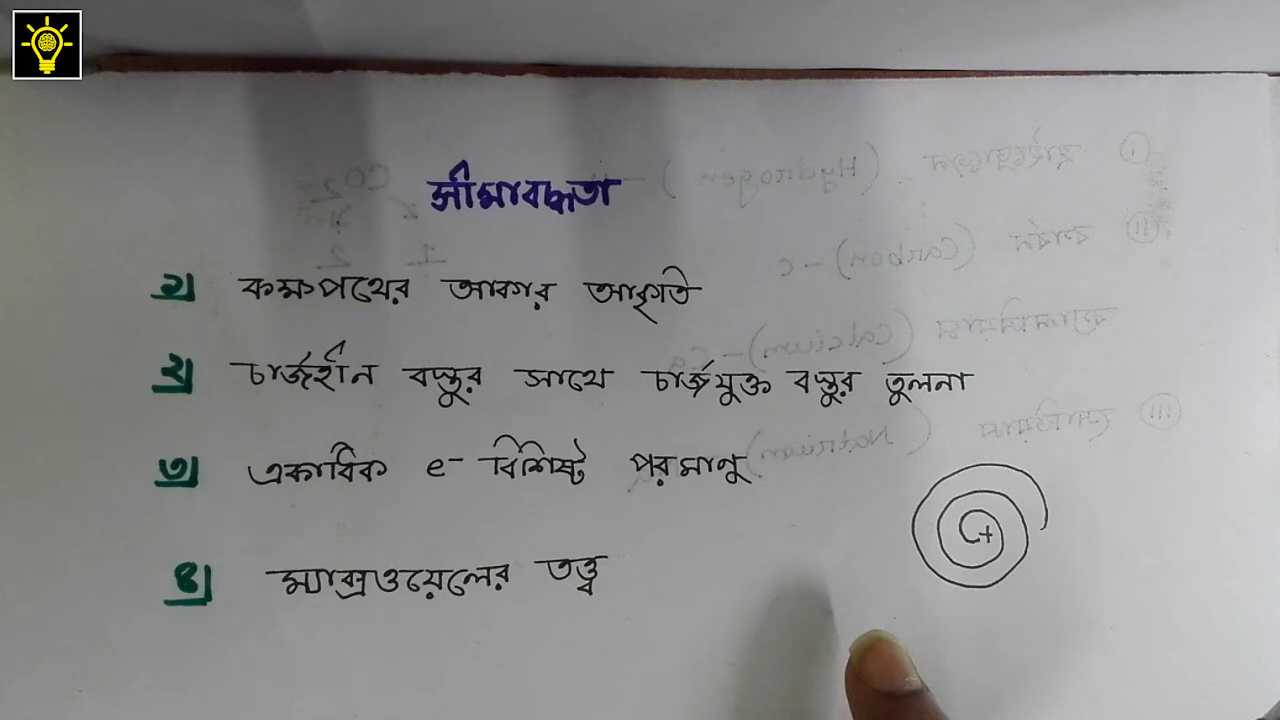 সীমাবদ্ধতা
১) কক্ষপথের আকার আকৃতি
২) চার্জহীন বস্তুর সাথে চার্জযুক্ত বস্তুর তুলনা
৩) একাধিক e- বিশিষ্ট পরমানু
৪) ম্যাক্সওয়েলের তত্ত্ব
+